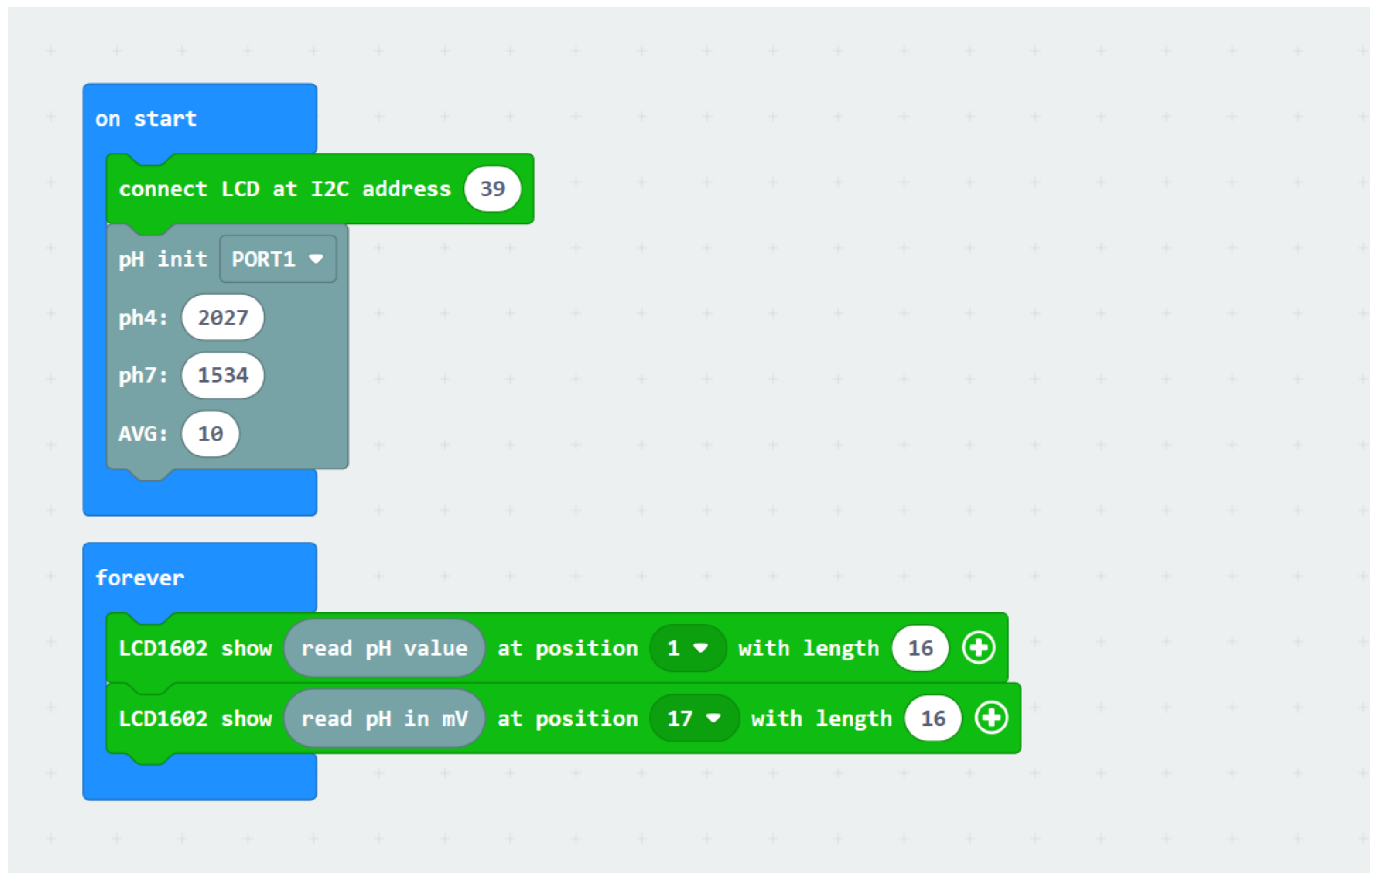 on start
connect LCD at I2C address 39
pH init PORT1
ph4: 2027
ph7: 1534
AVG: 10
forever
LCD1602 show read pH value at position 1 with length 16
LCD1602 show read pH in mV at position 17 with length 16